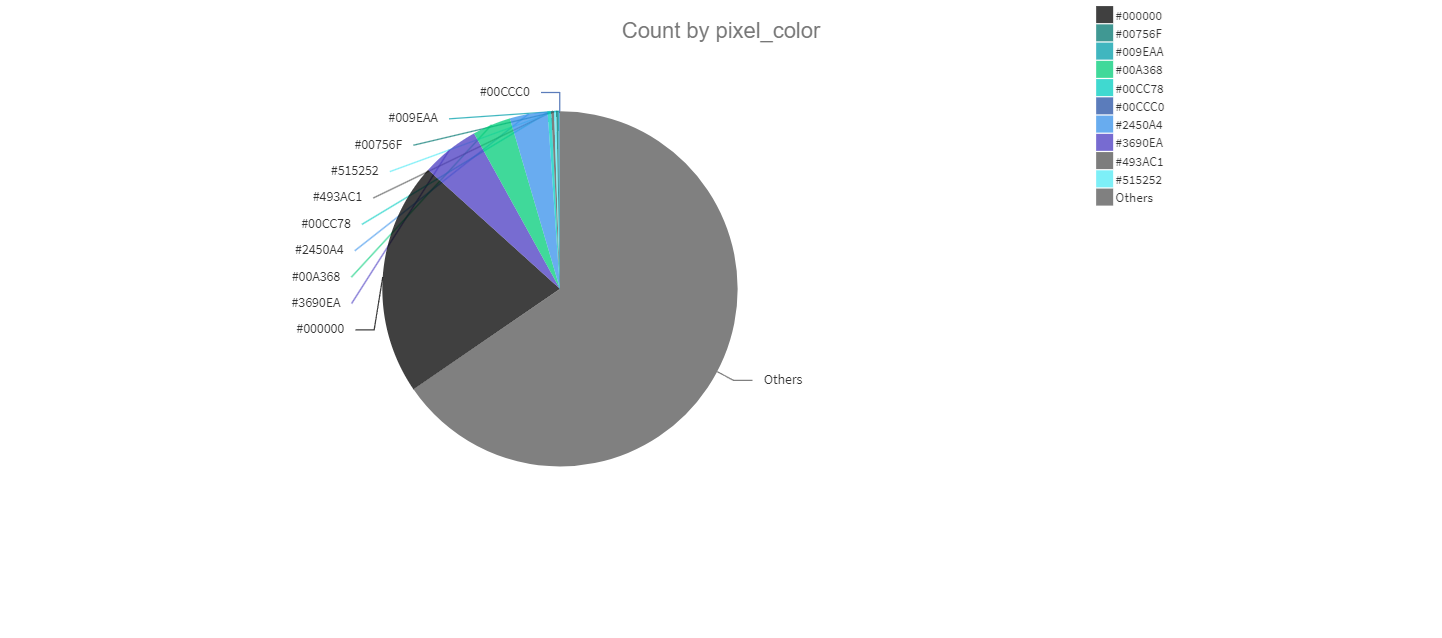 Count by pixel_color
#00CCC0
#009EAA
#00756F
#515252
#493AC1
#00CC78
#2450A4
#00A368
#3690EA
#000000
Others
#000000
#00756F
#009EAA
#00A368
#00CC78
#00CCC0
#2450A4
#3690EA
#493AC1
#515252
Others